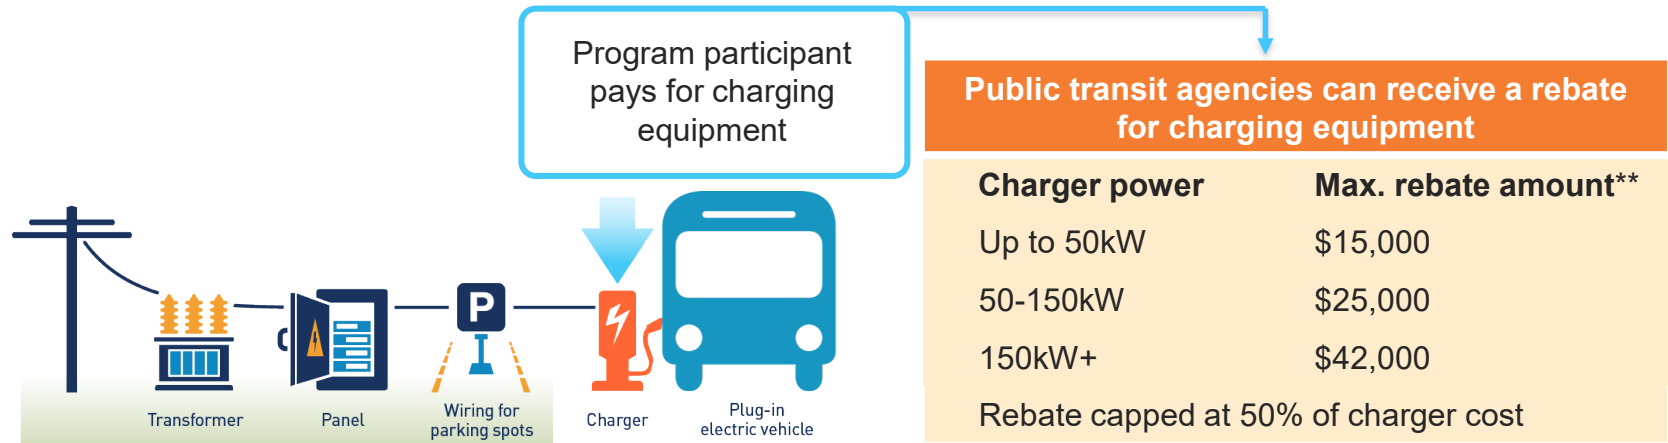 Program participant
pays for charging
equipment
Public transit agencies can receive a rebate
for charging equipment
Charger power Max. rebate amount**
Up to 50kW $15,000
50-150kW $25,000
150kW+ $42,000
Rebate capped at 50% of charger cost
P
Transformer
Panel
Wiring for
parking spots
Charger
Plug-in
electric vehicle